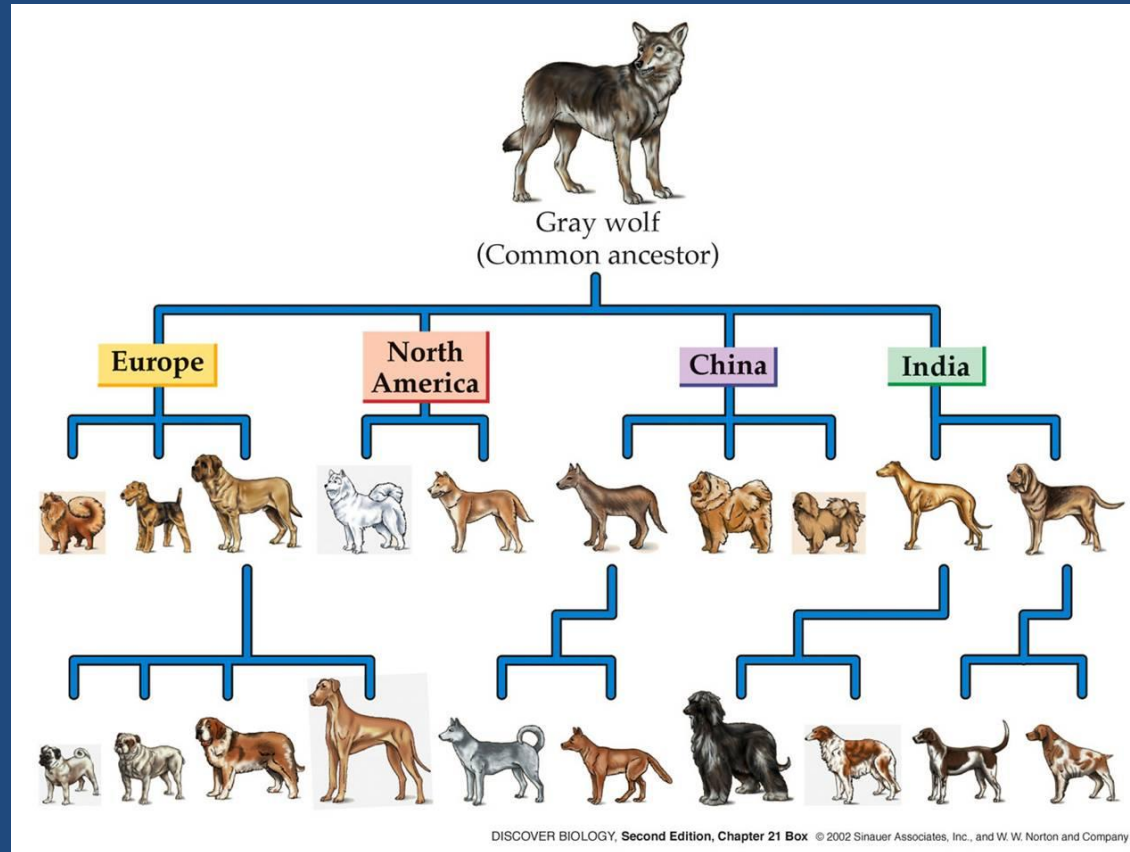 Gray wolf
(Common ancestor)
Europe
North
America
China
India
DISCOVER BIOLOGY, Second Edition, Chapter 21 Box © 2002 Sinauer Associates, Inc., and W. W. Norton and Company